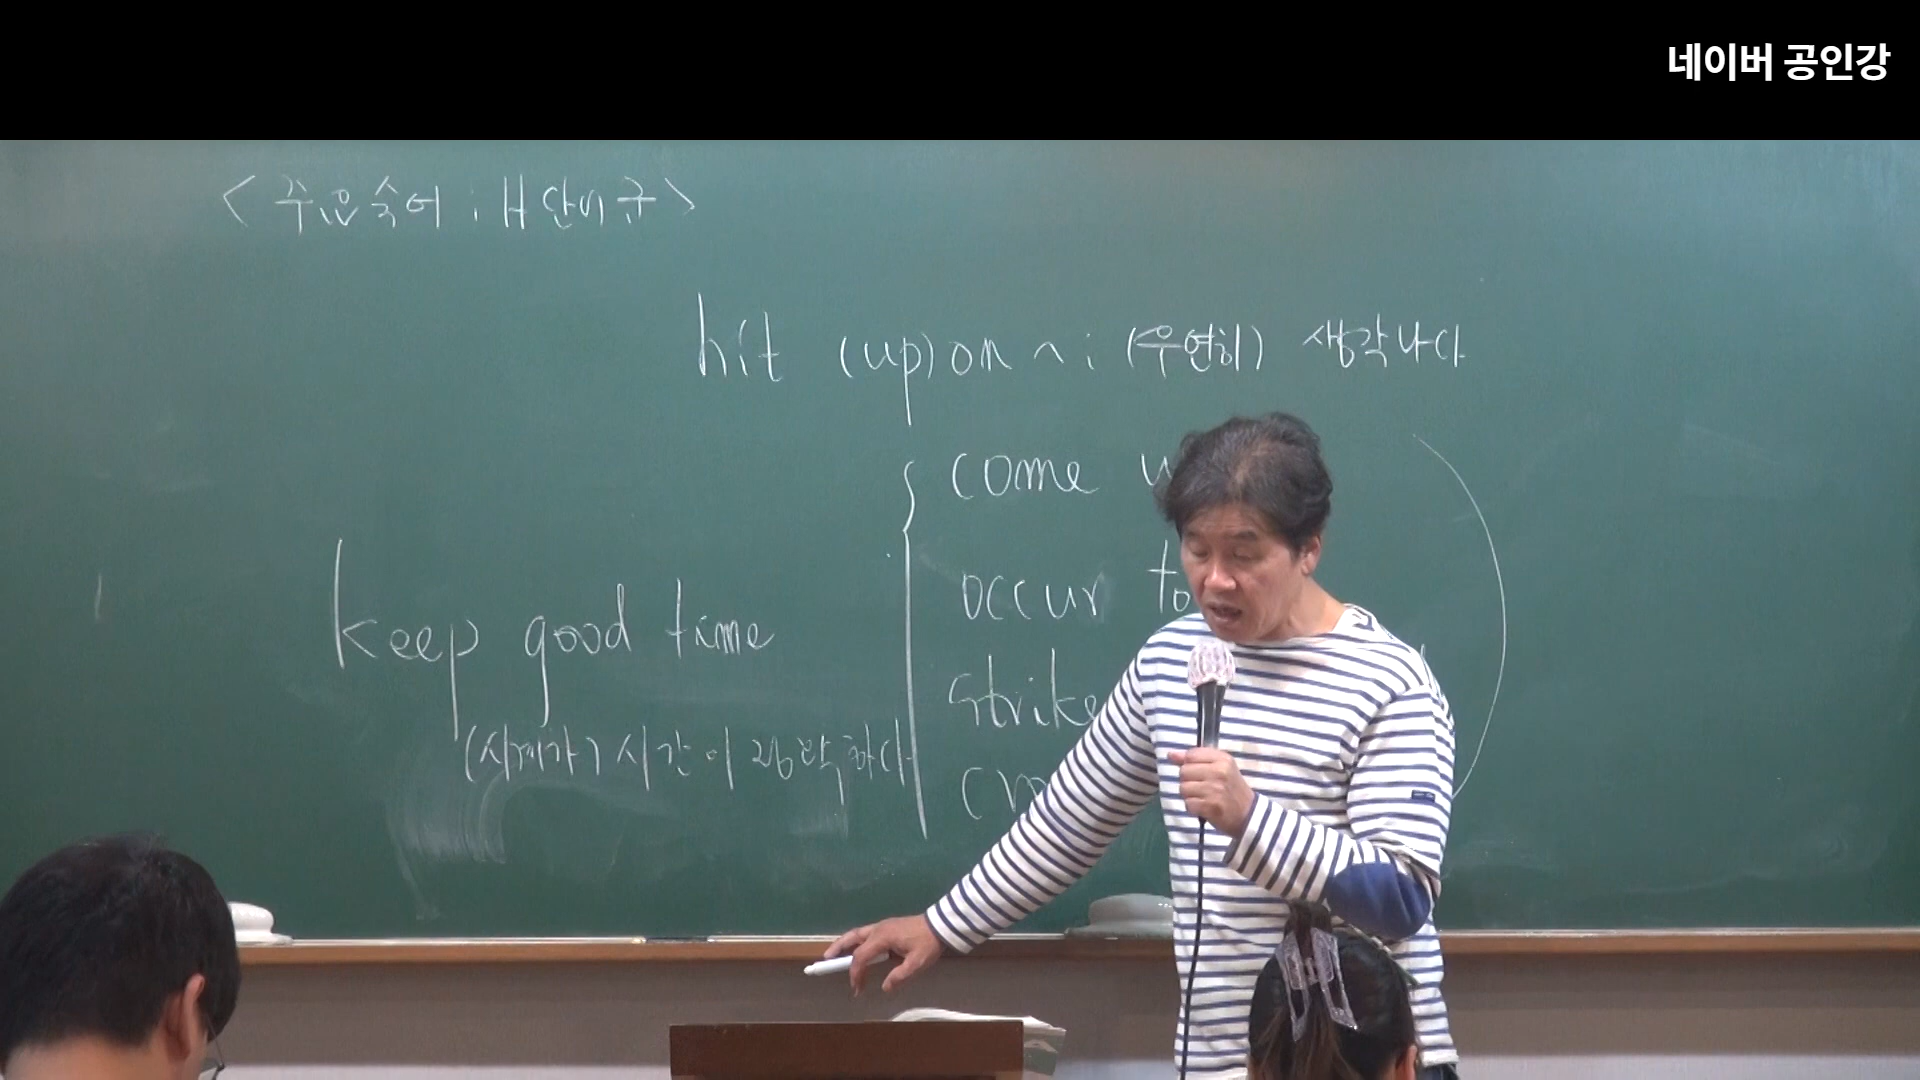 네이버 공인강
<주요숙어 : H 단이규>
hit (up)on ~ : (우연히) 생각나다
come
occur to
keep good time
strike
(시계가) 시간이 정확하다